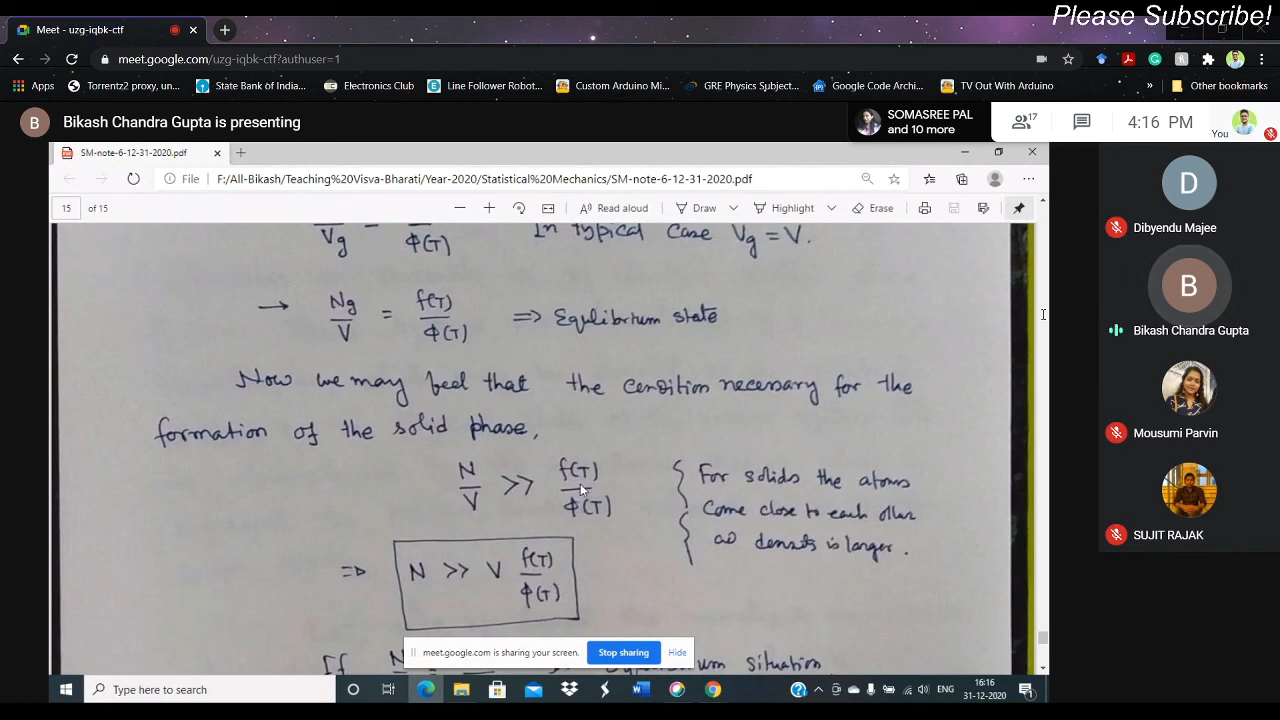 Please Subscribe!
Meet - uzg-iqbk-ctf
meet.google.com/uzg-iqbk-ctf?authuser=1
Apps Torrentz2 proxy, un... State Bank of India... Electronics Club Line Follower Robot... Custom Arduino Mi... GRE Physics Subject... Google Code Archi... TV Out With Arduino » Other bookmarks
B Bikash Chandra Gupta is presenting
SOMASREE PAL
and 10 more
17
4:16 PM
You
SM-note-6-12-31-2020.pdf
File F:/All-Bikash/Teaching%20Visva-Bharati/Year-2020/Statistical%20Mechanics/SM-note-6-12-31-2020.pdf
15 of 15 Read aloud Draw Highlight Erase
Vg = Φ(T) In typical case Vg = V.
→ Ng/V = f(T)/Φ(T) ⇒ Equlibrium state
Now we may feel that the condition necessary for the
formation of the solid phase,
N/V >> f(T)/Φ(T)
For solids the atoms
come close to each other
so density is larger.
⇒ N >> V f(T)/Φ(T)
If N situation
meet.google.com is sharing your screen. Stop sharing Hide
D
Dibyendu Majee
B
Bikash Chandra Gupta
Mousumi Parvin
SUJIT RAJAK
Type here to search
ENG
16:16
31-12-2020
1